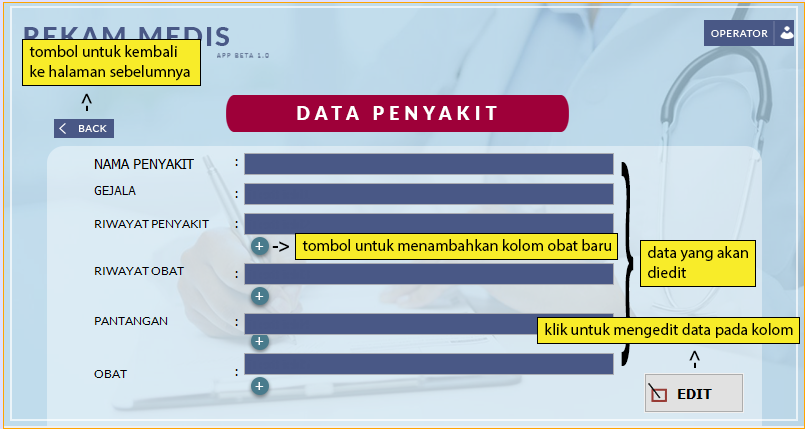 REKAM MEDIS
APP BETA 1.0
OPERATOR
tombol untuk kembali
ke halaman sebelumnya
^
BACK
DATA PENYAKIT
NAMA PENYAKIT :
GEJALA :
RIWAYAT PENYAKIT :
+ -> tombol untuk menambahkan kolom obat baru
RIWAYAT OBAT :
+
data yang akan
diedit
PANTANGAN :
+
klik untuk mengedit data pada kolom
^
OBAT :
+
EDIT